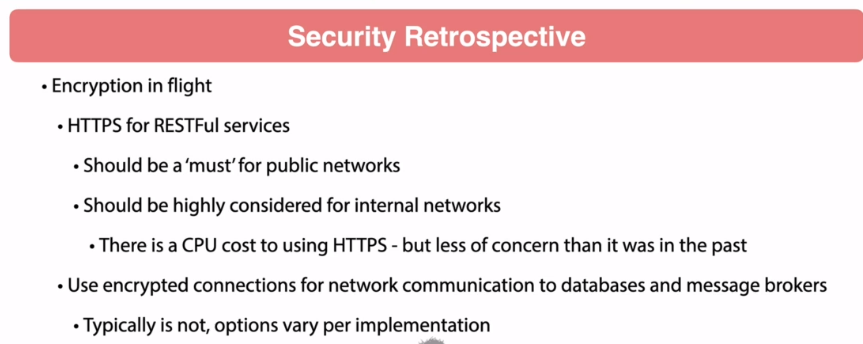 Security Retrospective
• Encryption in flight
• HTTPS for RESTFul services
• Should be a 'must' for public networks
• Should be highly considered for internal networks
• There is a CPU cost to using HTTPS - but less of concern than it was in the past
• Use encrypted connections for network communication to databases and message brokers
• Typically is not, options vary per implementation